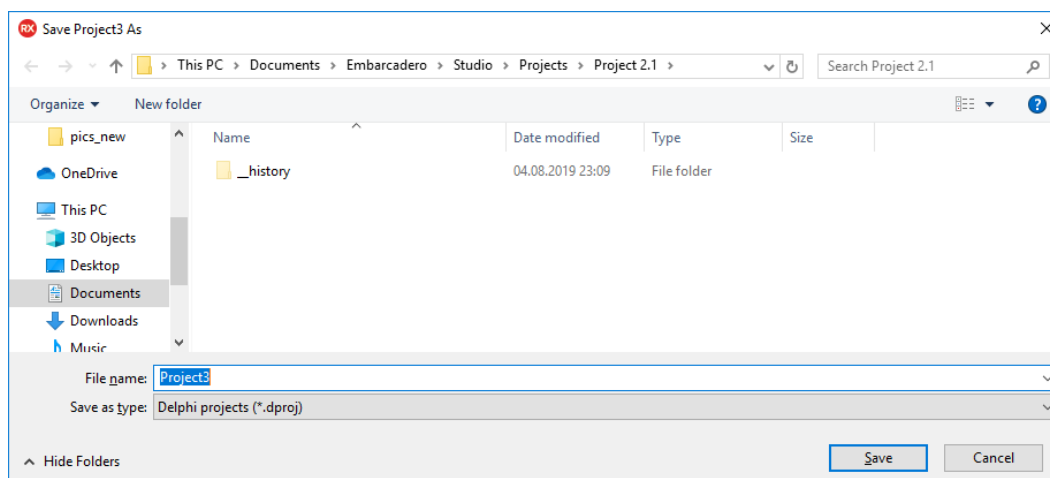 RX Save Project3 As
This PC > Documents > Embarcadero > Studio > Projects > Project 2.1 >
Search Project 2.1
Organize
New folder
?
Name
Date modified
Type
Size
__history
04.08.2019 23:09
File folder
pics_new
OneDrive
This PC
3D Objects
Desktop
Documents
Downloads
Music
File name: Project3
Save as type: Delphi projects (*.dproj)
Hide Folders
Save
Cancel